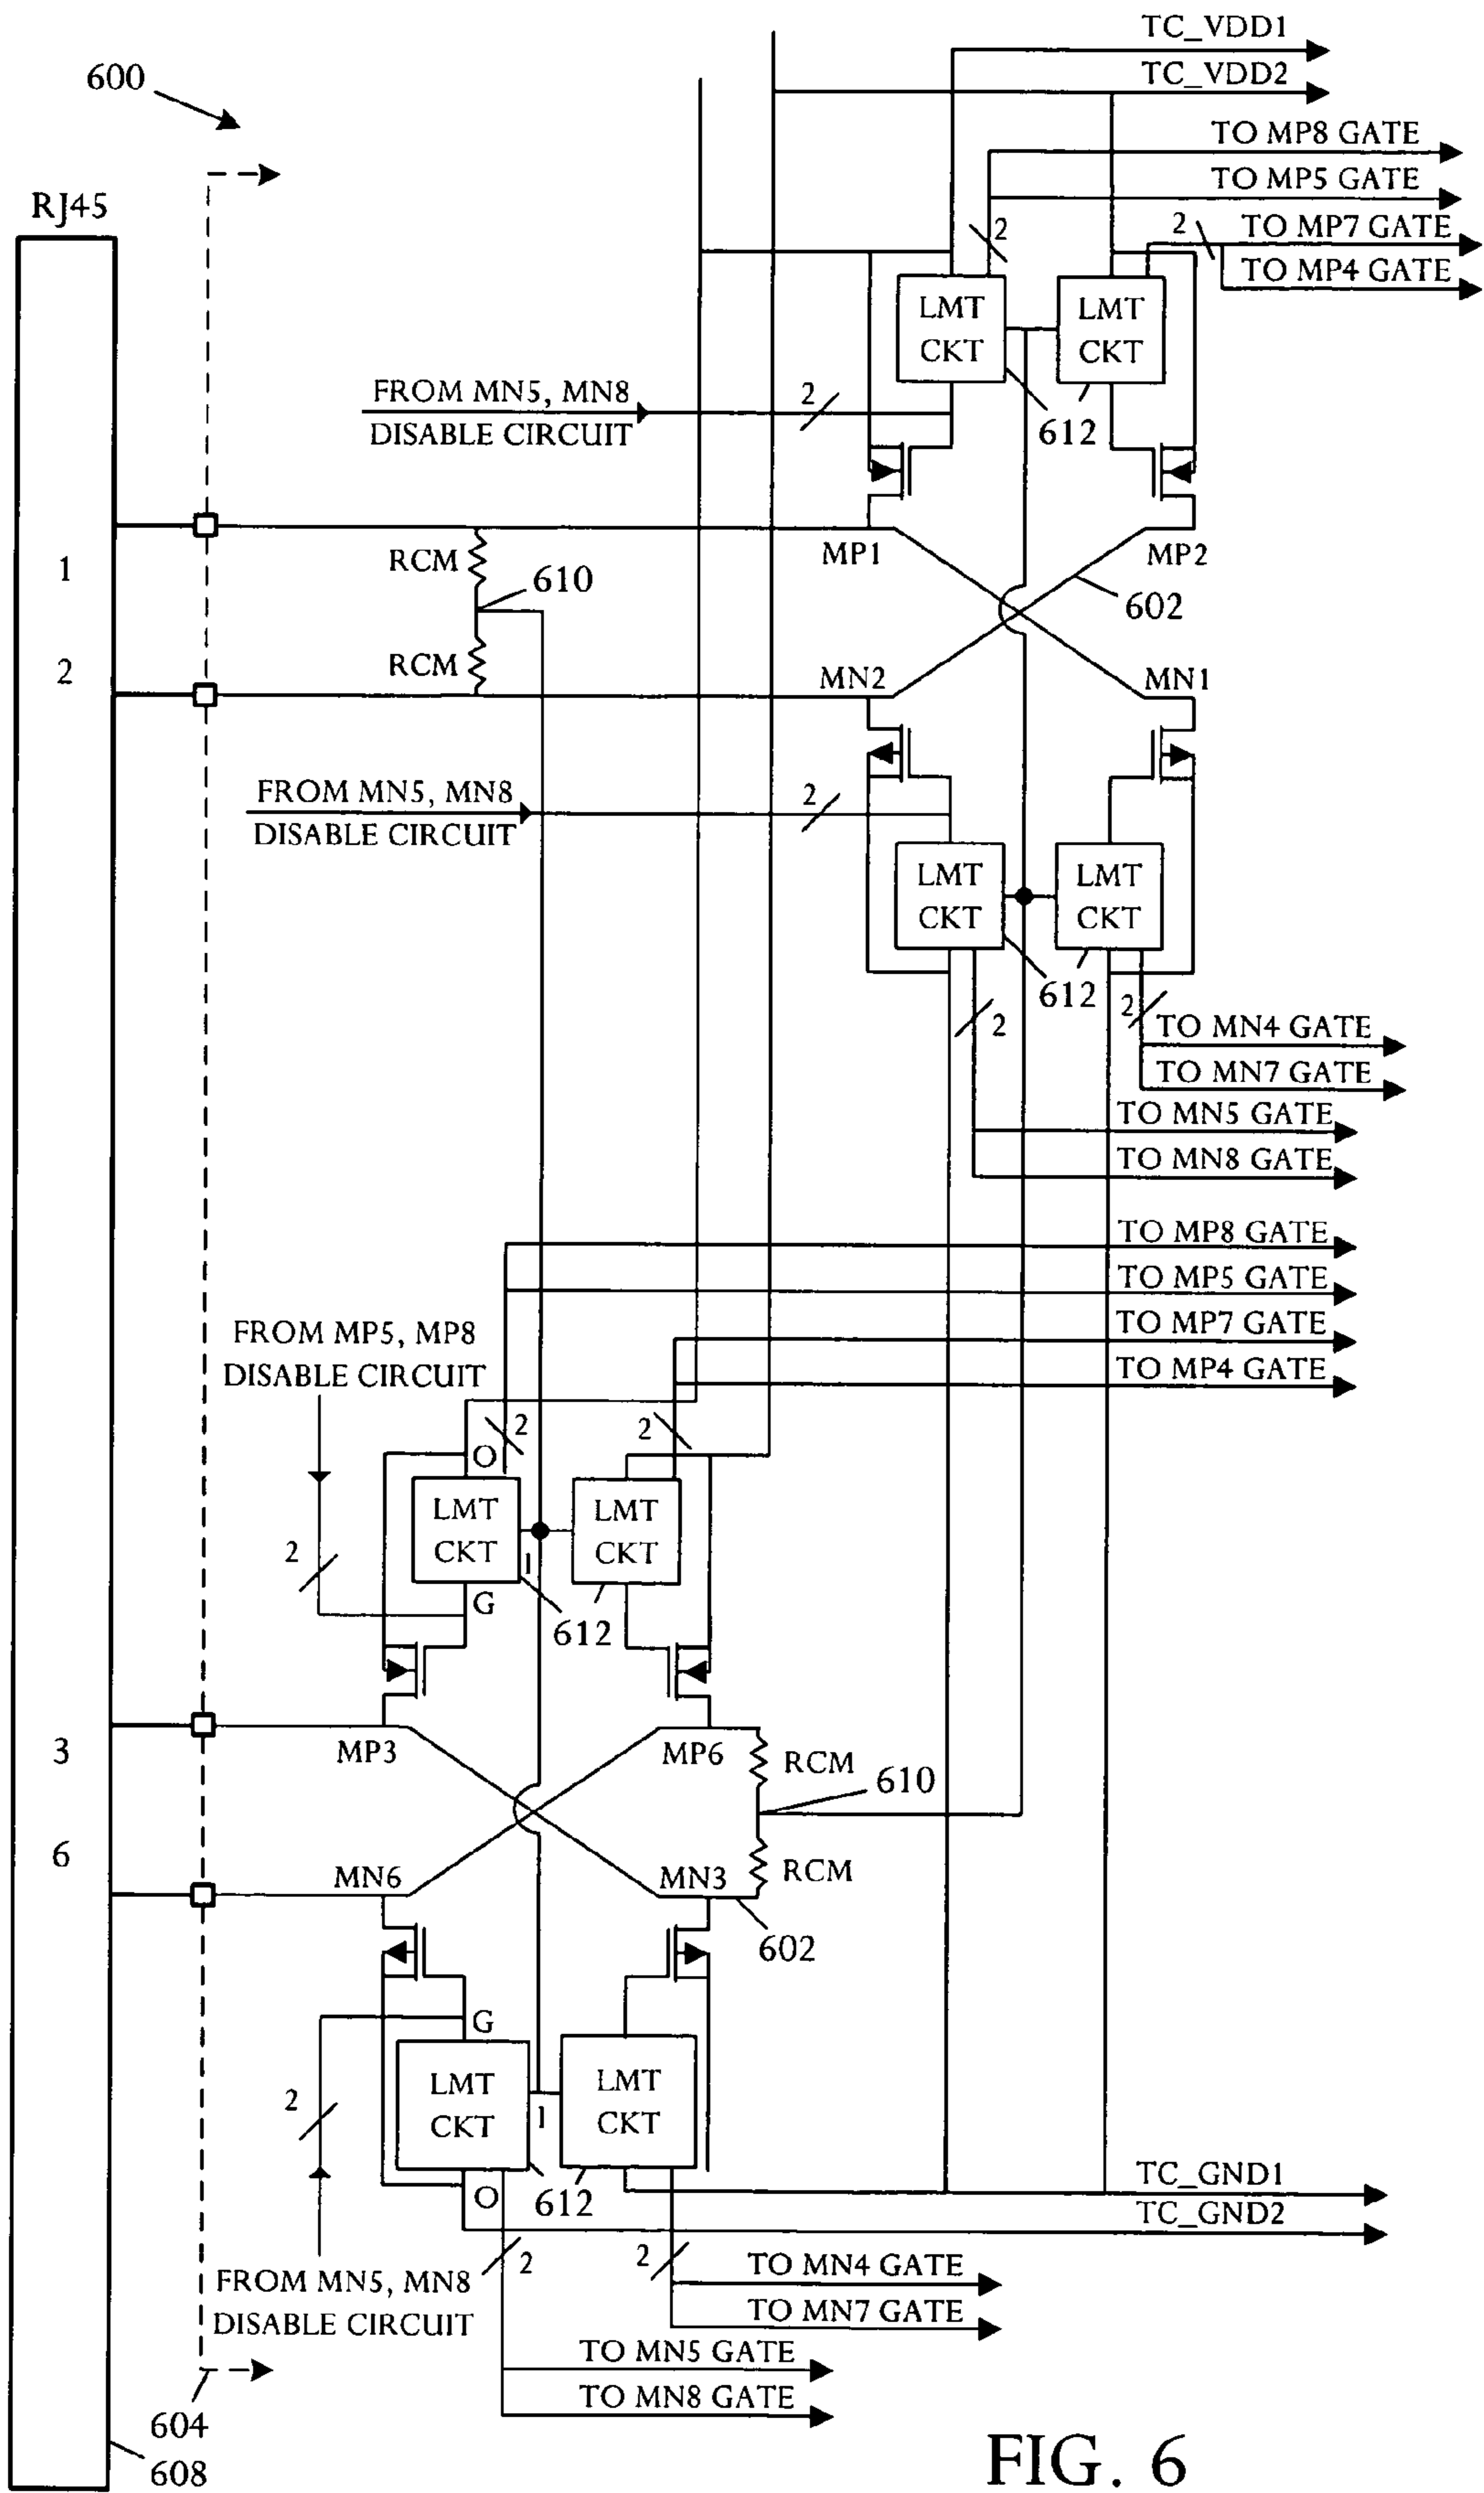 TC_VDD1
600
TC_VDD2
TO MP8 GATE
TO MP5 GATE
RJ45
2
2
TO MP7 GATE
TO MP4 GATE
LMT
CKT
LMT
CKT
FROM MN5, MN8
DISABLE CIRCUIT
2
612
1
RCM
610
MP1
MP2
602
2
RCM
MN2
MN1
FROM MN5, MN8
DISABLE CIRCUIT
2
LMT
CKT
LMT
CKT
612
2
2
TO MN4 GATE
TO MN7 GATE
TO MN5 GATE
TO MN8 GATE
TO MP8 GATE
TO MP5 GATE
TO MP7 GATE
TO MP4 GATE
FROM MP5, MP8
DISABLE CIRCUIT
O
2
2
LMT
CKT
LMT
CKT
2
1
G
612
3
MP3
MP6
RCM
610
6
MN6
MN3
RCM
602
G
2
LMT
CKT
LMT
CKT
1
O
612
TC_GND1
TC_GND2
2
2
FROM MN5, MN8
DISABLE CIRCUIT
TO MN4 GATE
TO MN7 GATE
TO MN5 GATE
TO MN8 GATE
604
608
FIG. 6